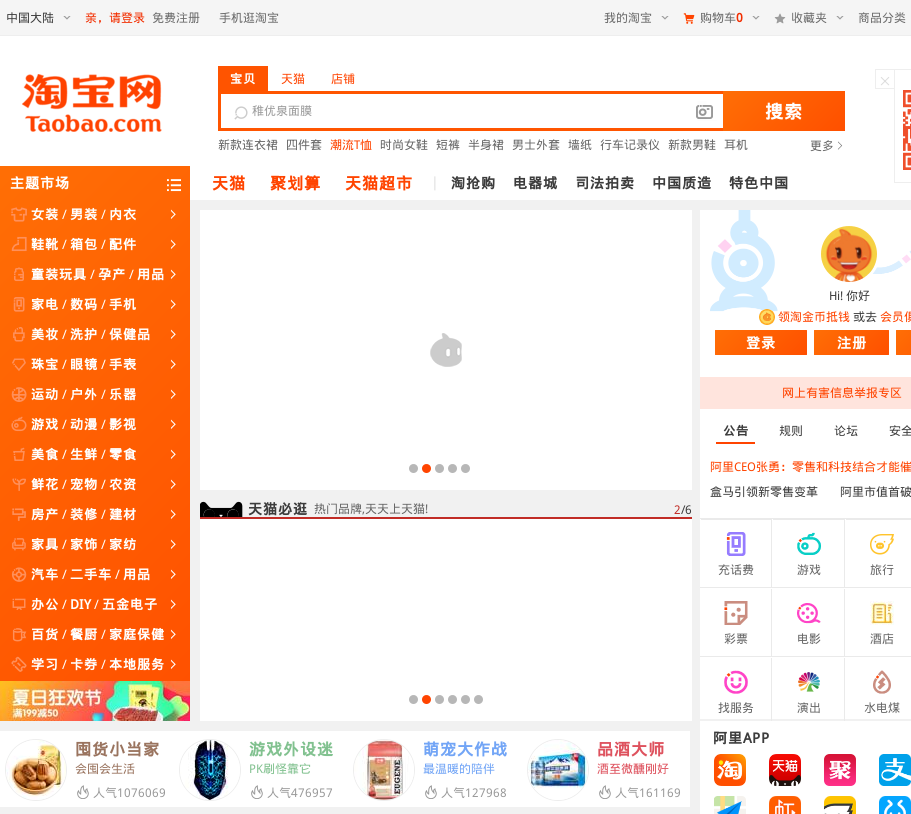 中国大陆 亲，请登录 免费注册 手机逛淘宝 我的淘宝 购物车0 收藏夹 商品分类
淘宝网
Taobao.com
宝贝 天猫 店铺
稚优泉面膜
搜索
新款连衣裙 四件套 潮流T恤 时尚女鞋 短裤 半身裙 男士外套 墙纸 行车记录仪 新款男鞋 耳机 更多
主题市场
天猫 聚划算 天猫超市 淘抢购 电器城 司法拍卖 中国质造 特色中国
女装 / 男装 / 内衣
鞋靴 / 箱包 / 配件
童装玩具 / 孕产 / 用品
家电 / 数码 / 手机
美妆 / 洗护 / 保健品
珠宝 / 眼镜 / 手表
运动 / 户外 / 乐器
游戏 / 动漫 / 影视
美食 / 生鲜 / 零食
鲜花 / 宠物 / 农资
房产 / 装修 / 建材
家具 / 家饰 / 家纺
汽车 / 二手车 / 用品
办公 / DIY / 五金电子
百货 / 餐厨 / 家庭保健
学习 / 卡券 / 本地服务
夏日狂欢节
满199减50
天猫必逛 热门品牌,天天上天猫! 2/6
Hi! 你好
领淘金币抵钱 或去 会员
登录 注册
网上有害信息举报专区
公告 规则 论坛 安全
阿里CEO张勇：零售和科技结合才能催
盒马引领新零售变革 阿里市值首破
充话费 游戏 旅行
彩票 电影 酒店
找服务 演出 水电煤
阿里APP
淘 天猫 聚 支
虾
囤货小当家
会囤会生活
人气1076069
游戏外设迷
PK刷怪靠它
人气476957
萌宠大作战
最温暖的陪伴
人气127968
品酒大师
酒至微醺刚好
人气161169
EUGENE